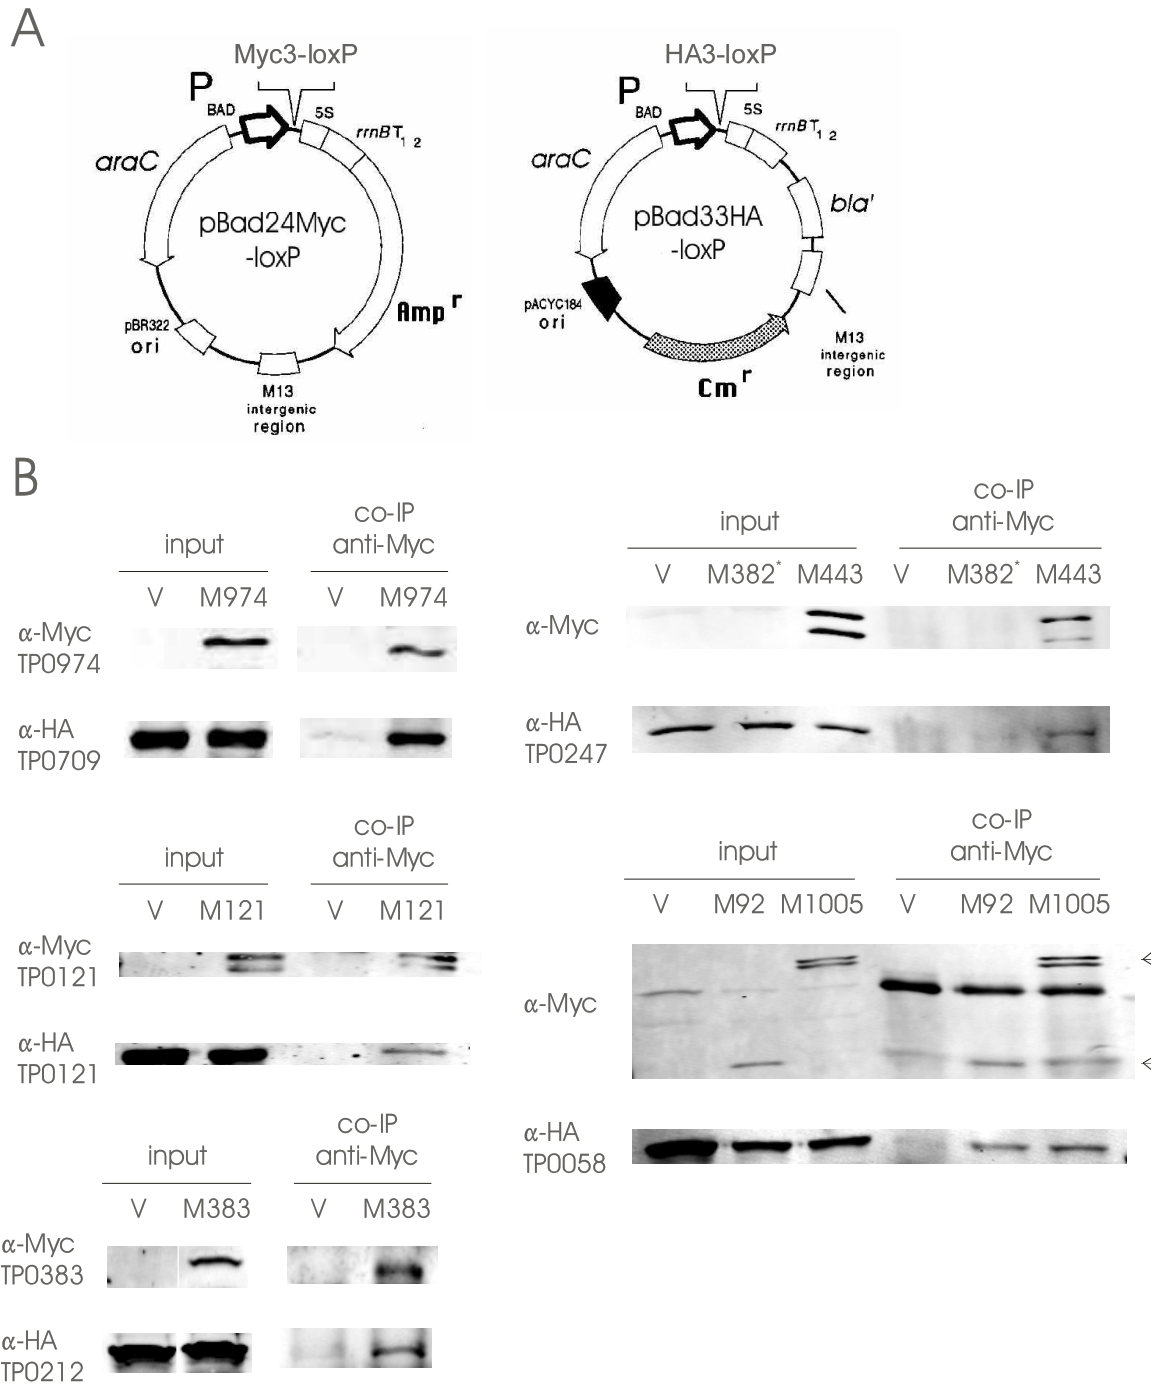 A
Myc3-loxP
P
BAD
5S
rrnBT1 2
araC
pBad24Myc
-loxP
Amp r
pBR322
ori
M13
intergenic
region
HA3-loxP
P
BAD
5S
rrnBT1 2
araC
bla'
pBad33HA
-loxP
pACYC184
ori
M13
intergenic
region
Cm r
B
co-IP
input
anti-Myc
V
M974
V
M974
α-Myc
TP0974
α-HA
TP0709
co-IP
input
anti-Myc
V
M382*
M443
V
M382*
M443
α-Myc
α-HA
TP0247
co-IP
input
anti-Myc
V
M121
V
M121
α-Myc
TP0121
α-HA
TP0121
co-IP
input
anti-Myc
V
M92
M1005
V
M92
M1005
α-Myc
α-HA
TP0058
co-IP
input
anti-Myc
V
M383
V
M383
α-Myc
TP0383
α-HA
TP0212